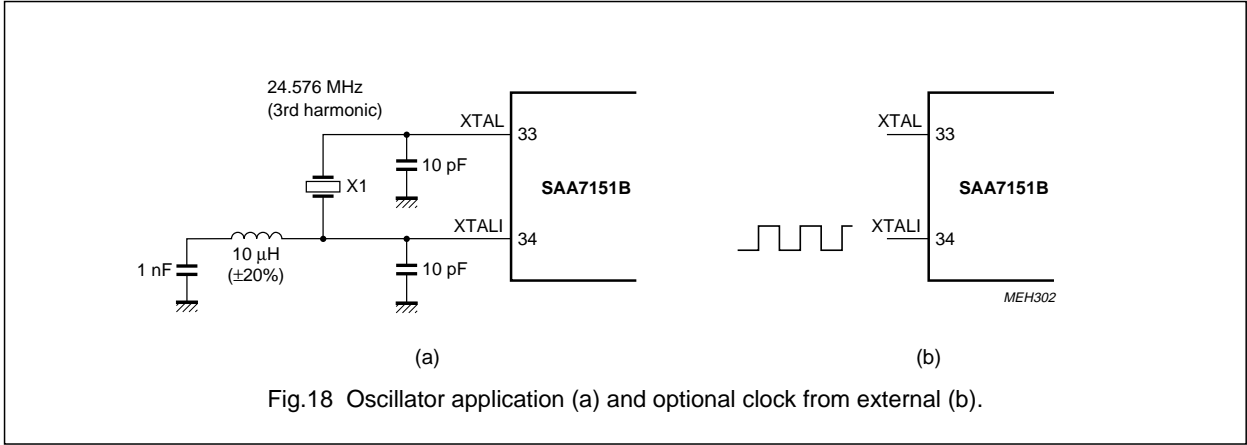 24.576 MHz
(3rd harmonic)
XTAL
33
10 pF
X1
SAA7151B
XTALI
34
10 µH
(±20%)
1 nF
10 pF
(a)
XTAL
33
SAA7151B
XTALI
34
MEH302
(b)
Fig.18 Oscillator application (a) and optional clock from external (b).